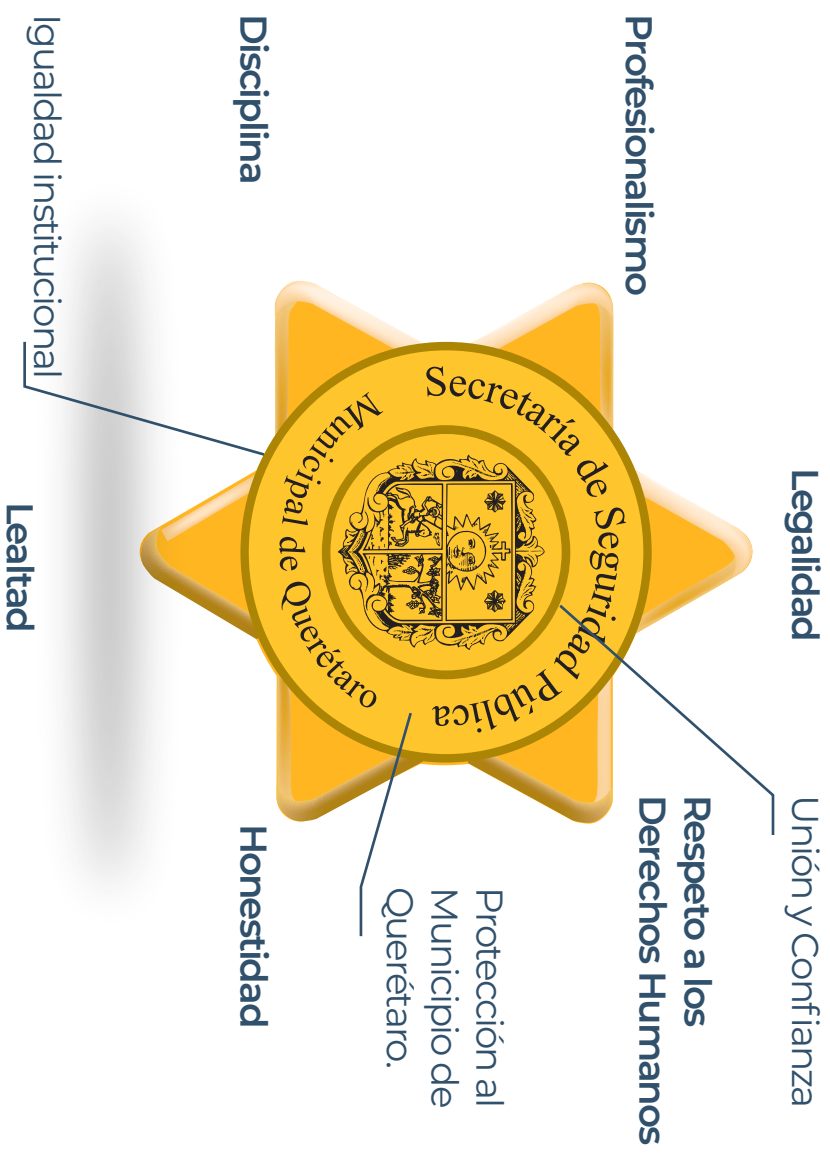 Legalidad
Unión y Confianza
Profesionalismo
Respeto a los
Derechos Humanos
Secretaría de Seguridad Pública
Municipal de Querétaro
Protección al
Municipio de
Querétaro.
Disciplina
Honestidad
Igualdad institucional
Lealtad